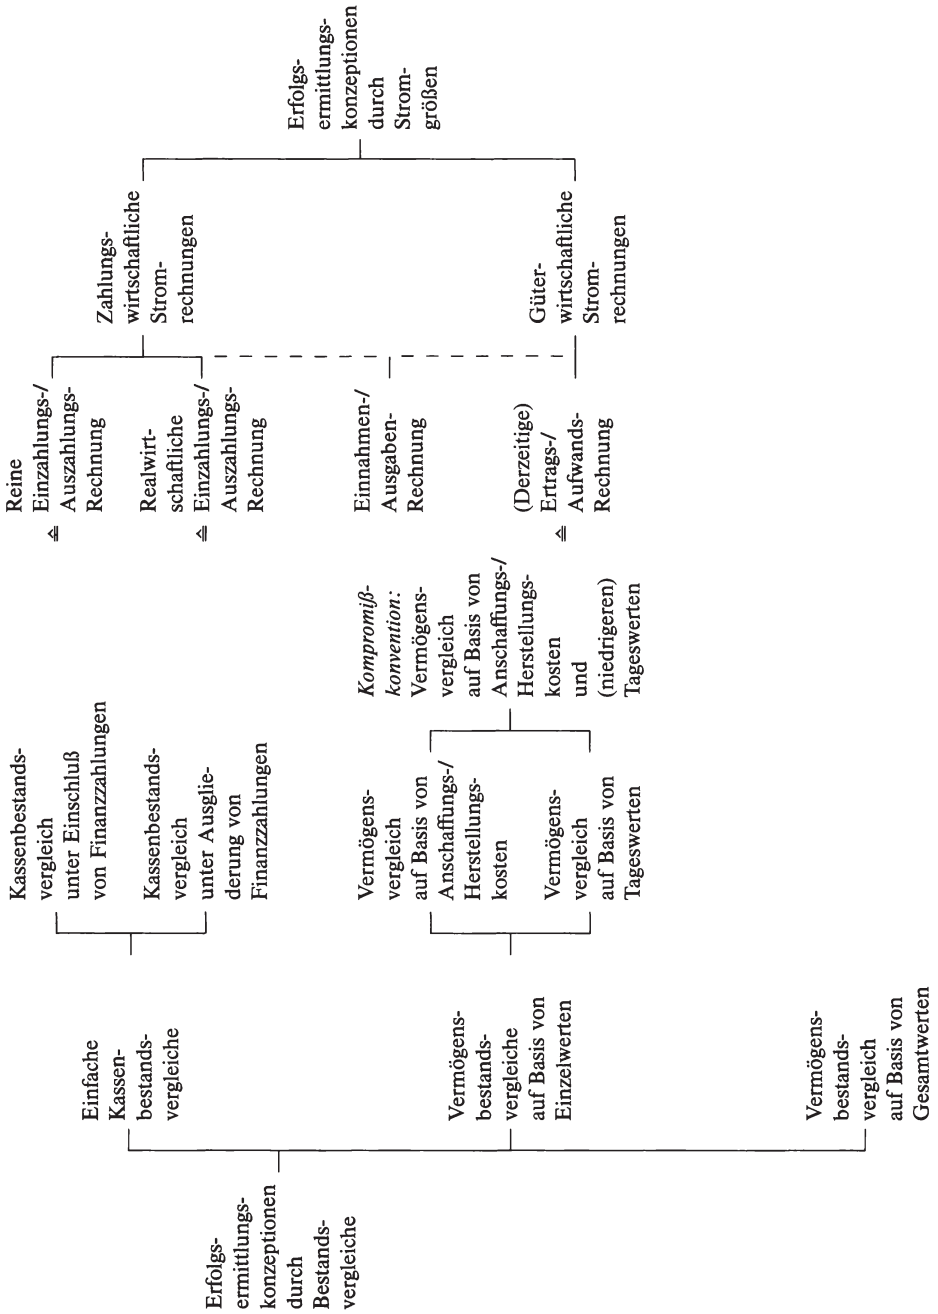 Erfolgs-
ermittlungs-
konzeptionen
durch
Bestands-
vergleiche
Einfache
Kassen-
bestands-
vergleiche
Vermögens-
bestands-
vergleiche
auf Basis von
Einzelwerten
Vermögens-
bestands-
vergleich
auf Basis von
Gesamtwerten
Kassenbestands-
vergleich
unter Einschluß
von Finanzzahlungen
Kassenbestands-
vergleich
unter Ausglie-
derung von
Finanzzahlungen
Vermögens-
vergleich
auf Basis von
Anschaffungs-/
Herstellungs-
kosten
Vermögens-
vergleich
auf Basis von
Tageswerten
Kompromiß-
konvention:
Vermögens-
vergleich
auf Basis von
Anschaffungs-/
Herstellungs-
kosten
und
(niedrigeren)
Tageswerten
≙
≙
≙
Reine
Einzahlungs-/
Auszahlungs-
Rechnung
Realwirt-
schaftliche
Einzahlungs-/
Auszahlungs-
Rechnung
Einnahmen-/
Ausgaben-
Rechnung
(Derzeitige)
Ertrags-/
Aufwands-
Rechnung
Zahlungs-
wirtschaftliche
Strom-
rechnungen
Güter-
wirtschaftliche
Strom-
rechnungen
Erfolgs-
ermittlungs-
konzeptionen
durch
Strom-
größen